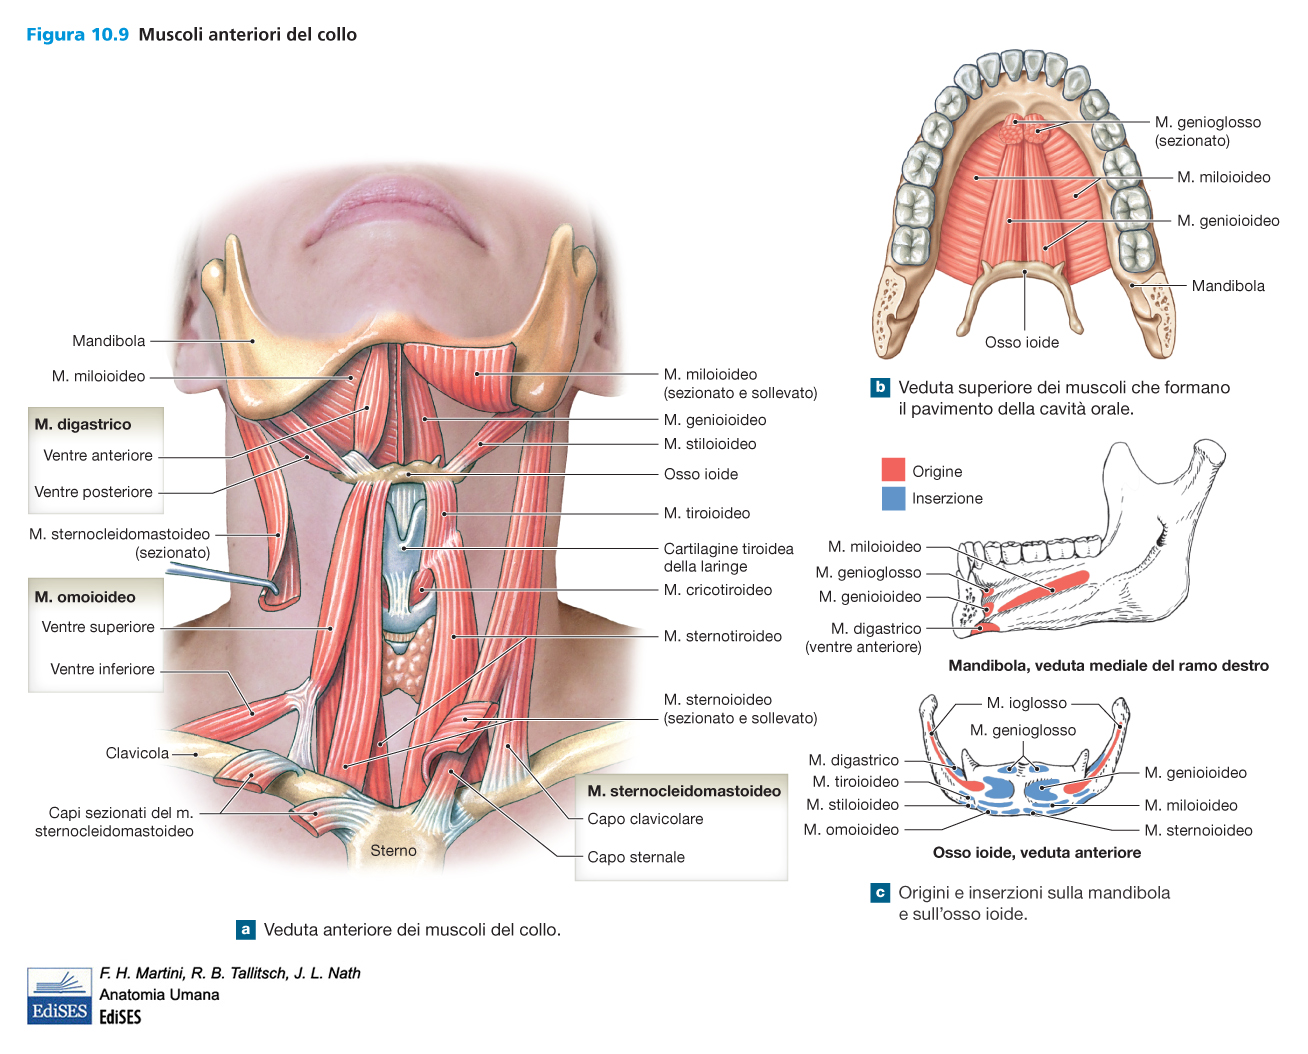 Figura 10.9 Muscoli anteriori del collo
Mandibola
M. miloioideo
M. digastrico
Ventre anteriore
Ventre posteriore
M. sternocleidomastoideo
(sezionato)
M. omoioideo
Ventre superiore
Ventre inferiore
Clavicola
Capi sezionati del m.
sternocleidomastoideo
M. miloioideo
(sezionato e sollevato)
M. genioioideo
M. stiloioideo
Osso ioide
M. tiroioideo
Cartilagine tiroidea
della laringe
M. cricotiroideo
M. sternotiroideo
M. sternoioideo
(sezionato e sollevato)
M. sternocleidomastoideo
Capo clavicolare
Capo sternale
Sterno
a Veduta anteriore dei muscoli del collo.
M. genioglosso
(sezionato)
M. miloioideo
M. genioioideo
Mandibola
Osso ioide
b Veduta superiore dei muscoli che formano
il pavimento della cavità orale.
Origine
Inserzione
M. miloioideo
M. genioglosso
M. genioioideo
M. digastrico
(ventre anteriore)
Mandibola, veduta mediale del ramo destro
M. ioglosso
M. genioglosso
M. digastrico
M. tiroioideo
M. stiloioideo
M. omoioideo
M. genioioideo
M. miloioideo
M. sternoioideo
Osso ioide, veduta anteriore
c Origini e inserzioni sulla mandibola
e sull'osso ioide.
F. H. Martini, R. B. Tallitsch, J. L. Nath
Anatomia Umana
EdiSES
EdiSES